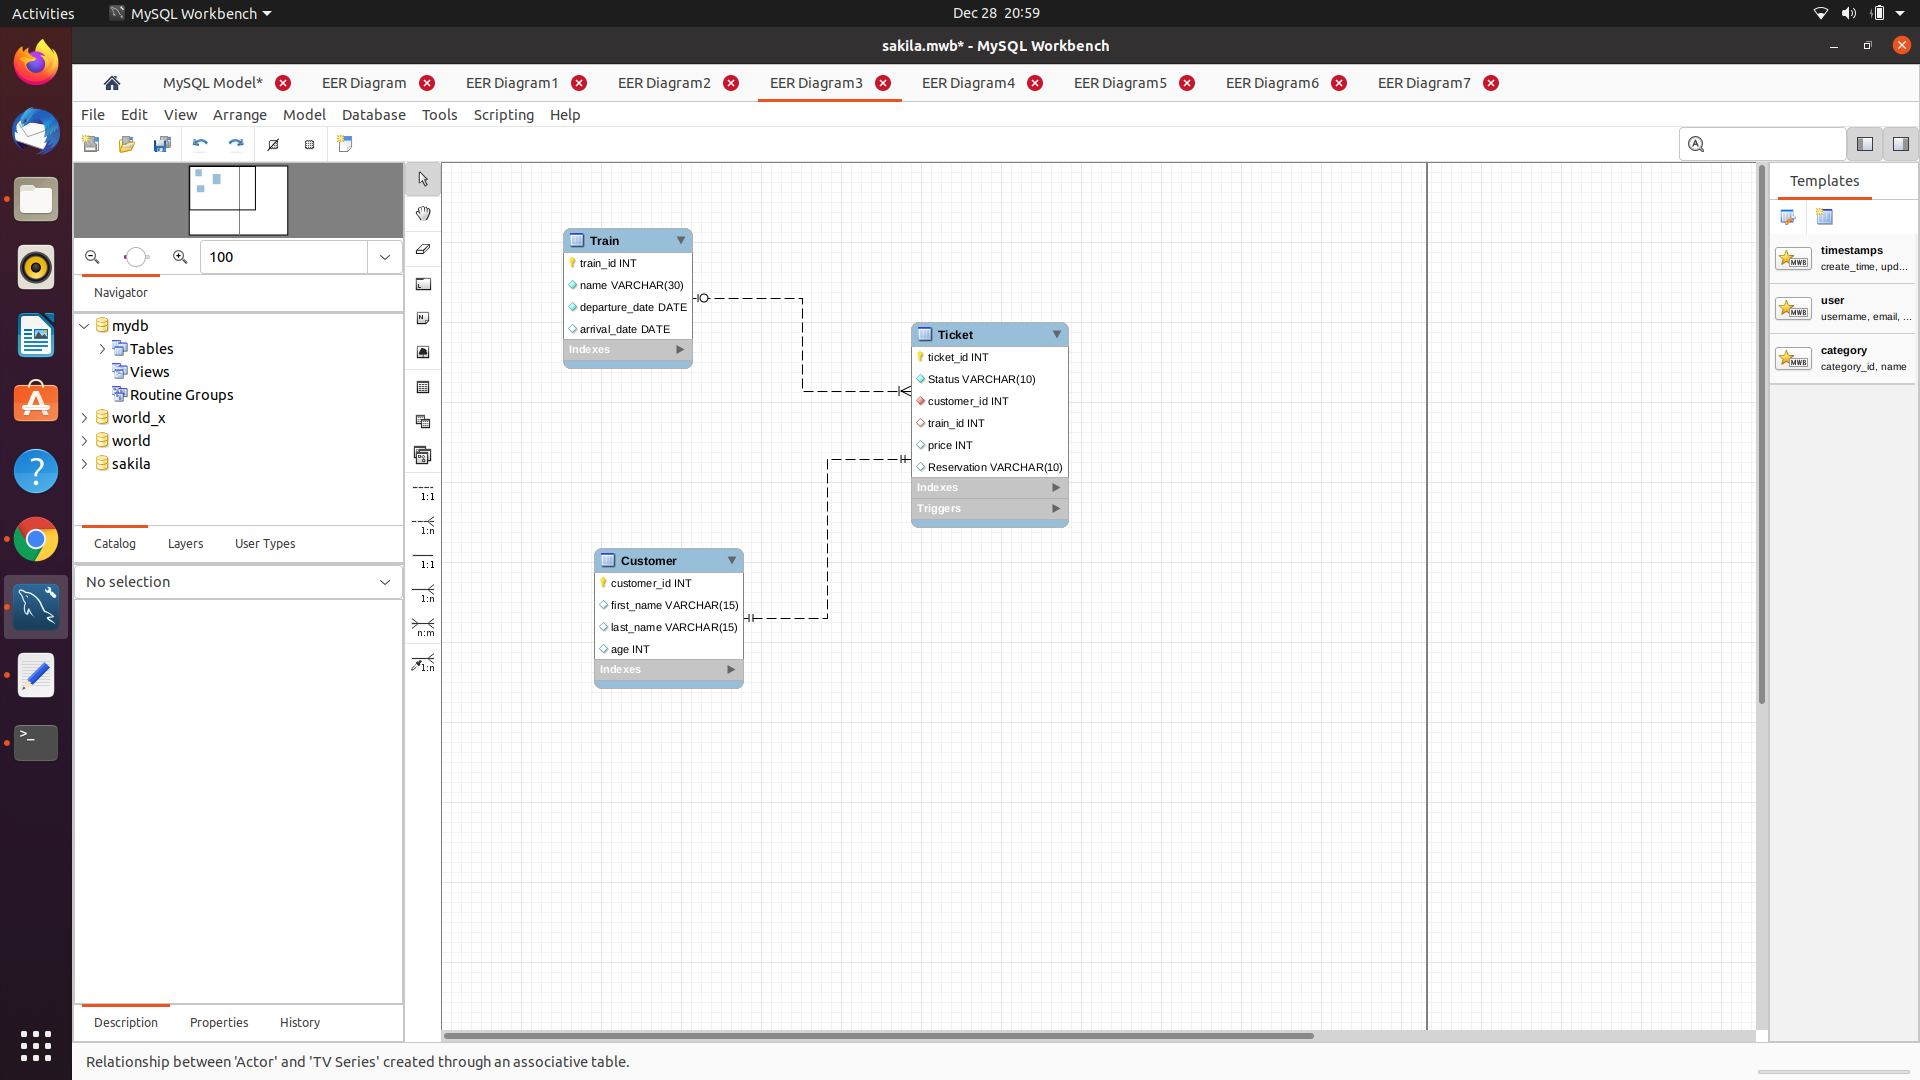 Activities MySQL Workbench Dec 28 20:59
sakila.mwb* - MySQL Workbench
MySQL Model* EER Diagram EER Diagram1 EER Diagram2 EER Diagram3 EER Diagram4 EER Diagram5 EER Diagram6 EER Diagram7
File Edit View Arrange Model Database Tools Scripting Help
100
Navigator
mydb
Tables
Views
Routine Groups
world_x
world
sakila
Catalog Layers User Types
No selection
Description Properties History
1:1
1:n
1:1
1:n
n:m
1:n
Train
train_id INT
name VARCHAR(30)
departure_date DATE
arrival_date DATE
Indexes
Ticket
ticket_id INT
Status VARCHAR(10)
customer_id INT
train_id INT
price INT
Reservation VARCHAR(10)
Indexes
Triggers
Customer
customer_id INT
first_name VARCHAR(15)
last_name VARCHAR(15)
age INT
Indexes
Templates
MWB
timestamps
create_time, upd...
MWB
user
username, email, ...
MWB
category
category_id, name
Relationship between 'Actor' and 'TV Series' created through an associative table.